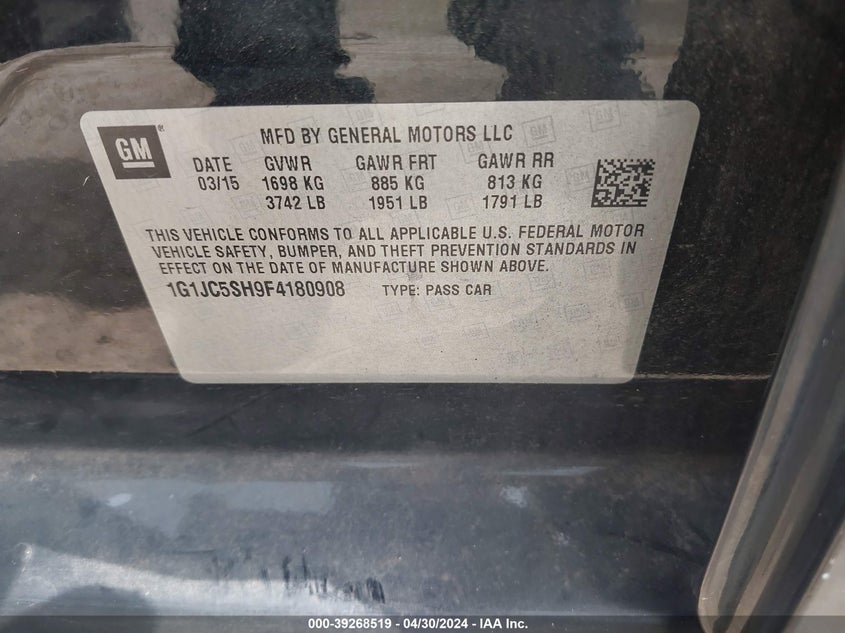 GM
MFD BY GENERAL MOTORS LLC
DATE GVWR GAWR FRT GAWR RR
03/15 1698 KG 885 KG 813 KG
3742 LB 1951 LB 1791 LB
THIS VEHICLE CONFORMS TO ALL APPLICABLE U.S. FEDERAL MOTOR
VEHICLE SAFETY, BUMPER, AND THEFT PREVENTION STANDARDS IN
EFFECT ON THE DATE OF MANUFACTURE SHOWN ABOVE.
1G1JC5SH9F4180908 TYPE: PASS CAR
000-39268519 - 04/30/2024 - IAA Inc.